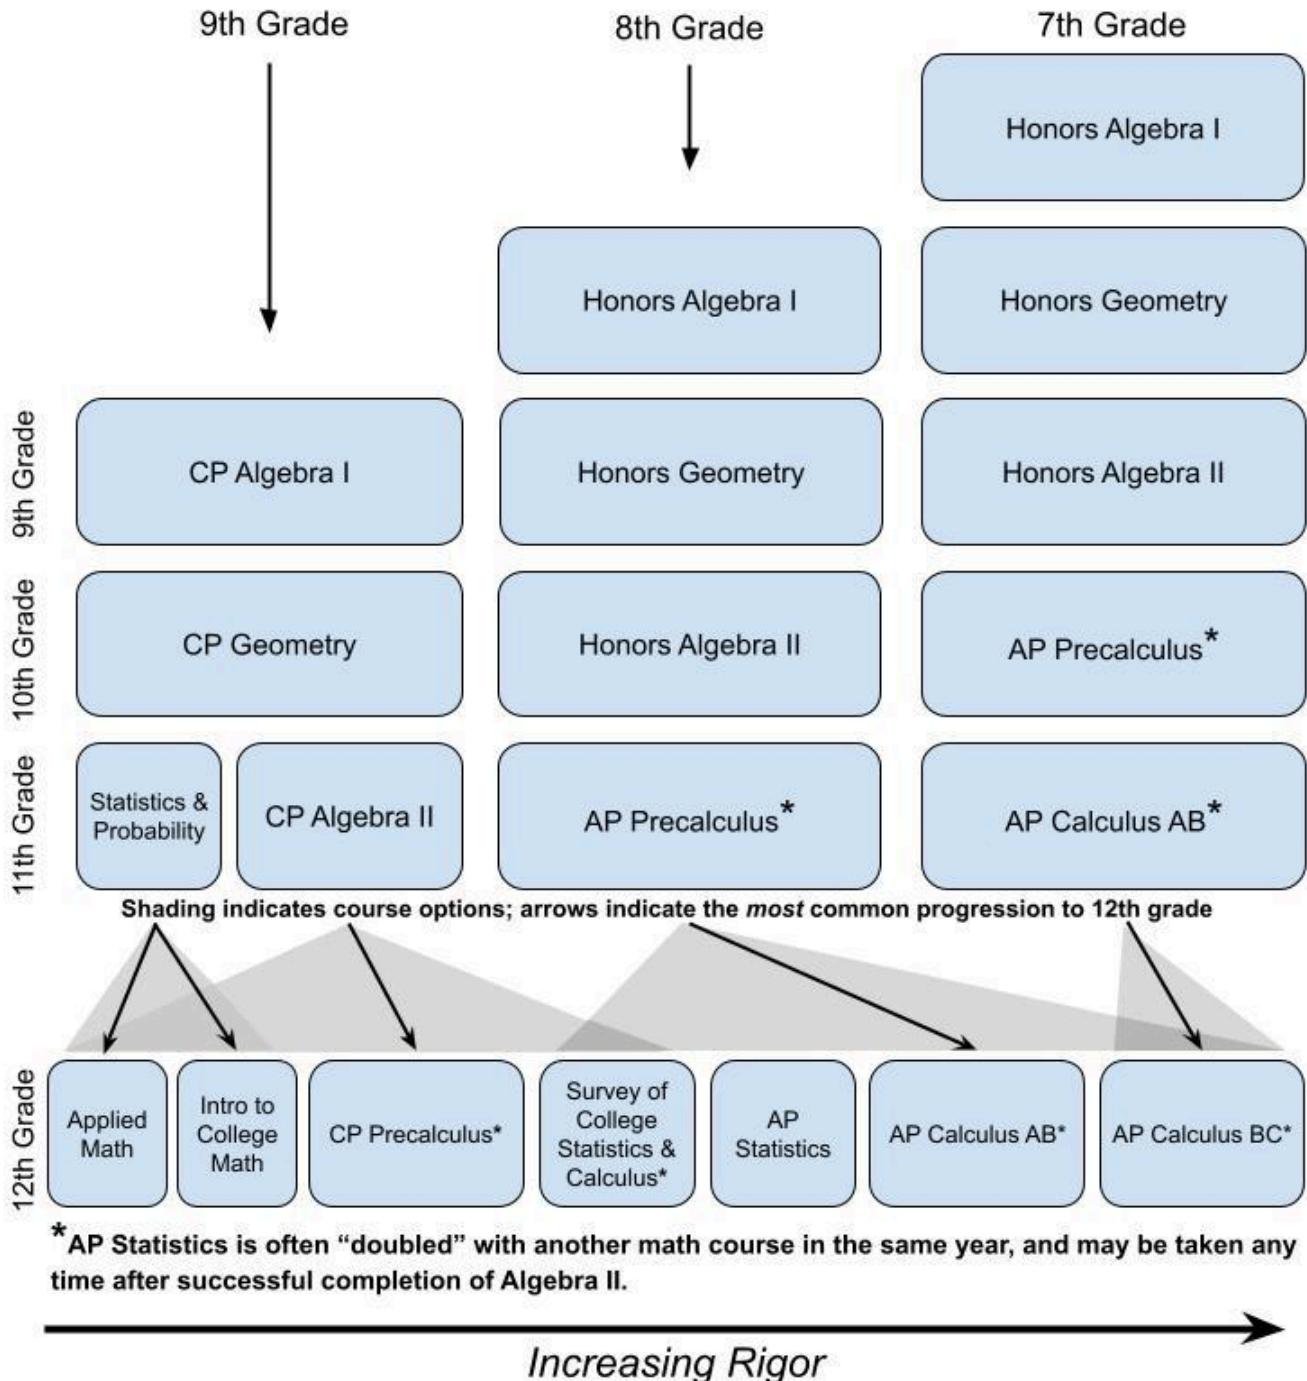 9th Grade
8th Grade
7th Grade
Honors Algebra I
Honors Algebra I
Honors Geometry
9th Grade
CP Algebra I
Honors Geometry
Honors Algebra II
10th Grade
CP Geometry
Honors Algebra II
AP Precalculus*
11th Grade
Statistics &
Probability
CP Algebra II
AP Precalculus*
AP Calculus AB*
Shading indicates course options; arrows indicate the most common progression to 12th grade
12th Grade
Applied
Math
Intro to
College
Math
CP Precalculus*
Survey of
College
Statistics &
Calculus*
AP
Statistics
AP Calculus AB*
AP Calculus BC*
*AP Statistics is often “doubled” with another math course in the same year, and may be taken any
time after successful completion of Algebra II.
Increasing Rigor